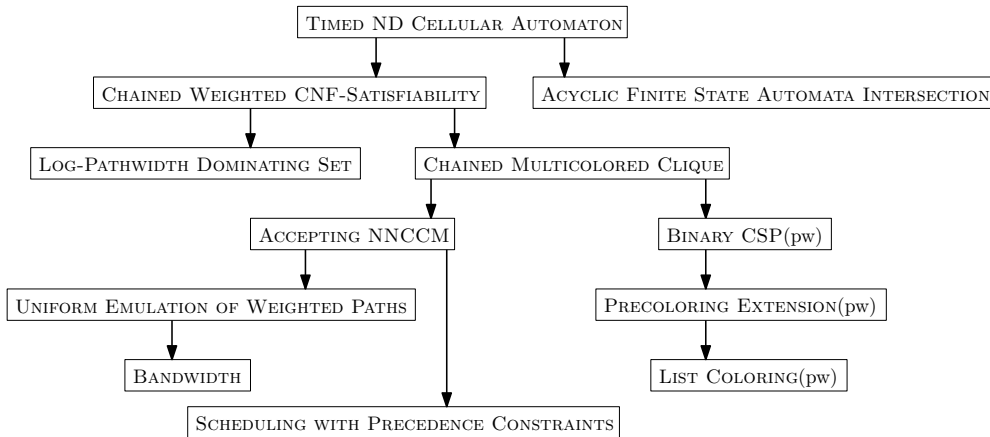 TIMED ND CELLULAR AUTOMATON
CHAINED WEIGHTED CNF-SATISFIABILITY
ACYCLIC FINITE STATE AUTOMATA INTERSECTION
LOG-PATHWIDTH DOMINATING SET
CHAINED MULTICOLORED CLIQUE
ACCEPTING NNCCM
BINARY CSP(pw)
UNIFORM EMULATION OF WEIGHTED PATHS
PRECOLORING EXTENSION(pw)
BANDWIDTH
LIST COLORING(pw)
SCHEDULING WITH PRECEDENCE CONSTRAINTS